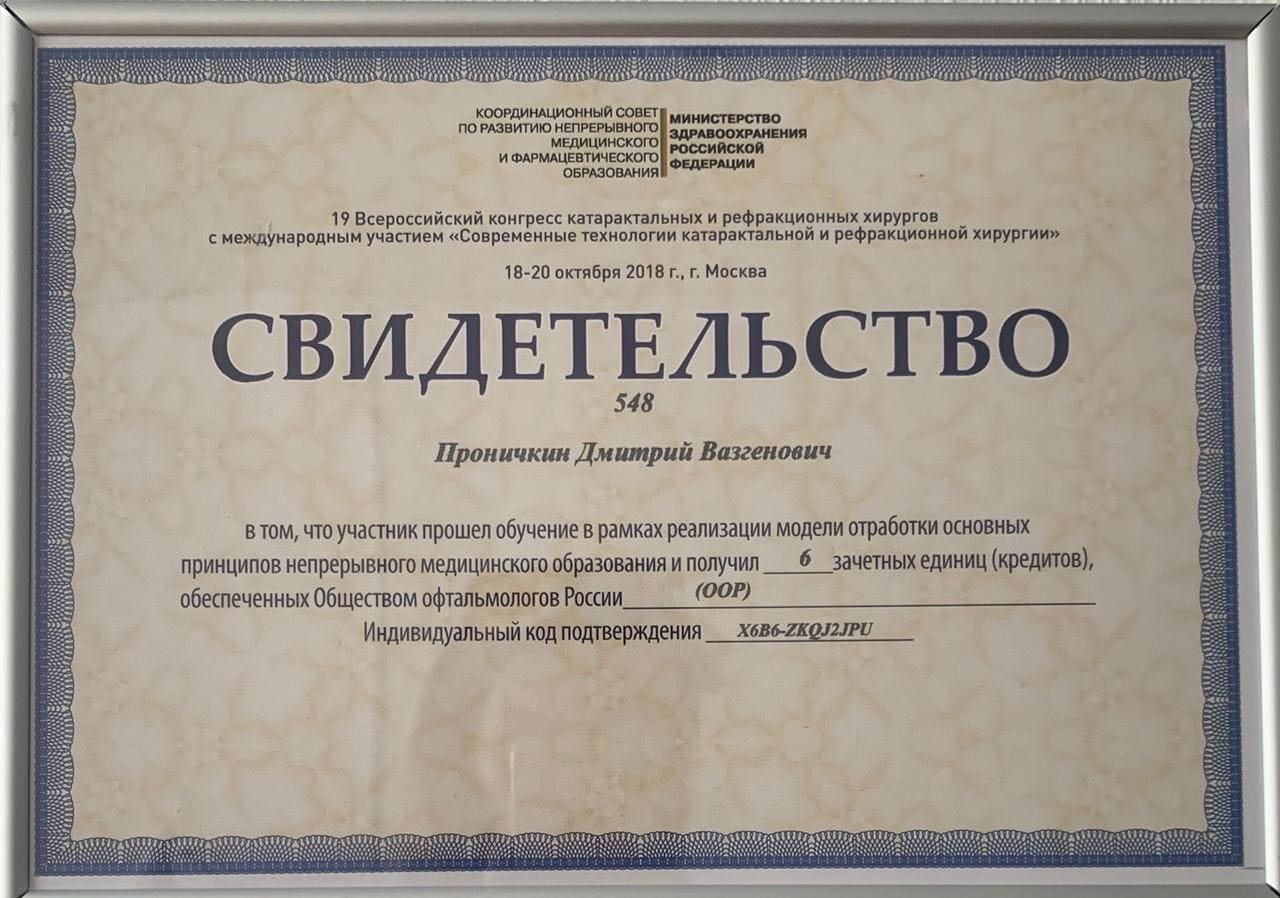 КООРДИНАЦИОННЫЙ СОВЕТ
ПО РАЗВИТИЮ НЕПРЕРЫВНОГО
МЕДИЦИНСКОГО
И ФАРМАЦЕВТИЧЕСКОГО
ОБРАЗОВАНИЯ
МИНИСТЕРСТВО
ЗДРАВООХРАНЕНИЯ
РОССИЙСКОЙ
ФЕДЕРАЦИИ
19 Всероссийский конгресс катарактальных и рефракционных хирургов
с международным участием «Современные технологии катарактальной и рефракционной хирургии»
18-20 октября 2018 г., г. Москва
СВИДЕТЕЛЬСТВО
548
Проничкин Дмитрий Вазгенович
в том, что участник прошел обучение в рамках реализации модели отработки основных
принципов непрерывного медицинского образования и получил 6 зачетных единиц (кредитов),
обеспеченных Обществом офтальмологов России (ООР)
Индивидуальный код подтверждения X6B6-ZKQJ2JPU